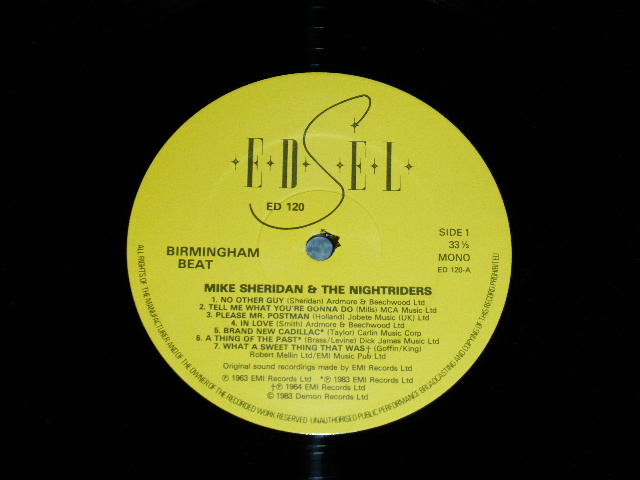 EDSEL
ED 120
BIRMINGHAM
BEAT
SIDE 1
33 ⅓
MONO
ED 120-A
MIKE SHERIDAN & THE NIGHTRIDERS
1. NO OTHER GUY (Sheridan) Ardmore & Beechwood Ltd
2. TELL ME WHAT YOU'RE GONNA DO (Mills) MCA Music Ltd
3. PLEASE MR. POSTMAN (Holland) Jobete Music (UK) Ltd
4. IN LOVE (Smith) Ardmore & Beechwood Ltd
5. BRAND NEW CADILLAC* (Taylor) Carlin Music Corp
6. A THING OF THE PAST* (Brass/Levine) Dick James Music Ltd
7. WHAT A SWEET THING THAT WAS† (Goffin/King)
Robert Mellin Ltd/EMI Music Pub Ltd
Original sound recordings made by EMI Records Ltd
℗ 1963 EMI Records Ltd *℗ 1983 EMI Records Ltd
†℗ 1964 EMI Records Ltd
© 1983 Demon Records Ltd
ALL RIGHTS OF THE MANUFACTURER AND OF THE OWNER OF THE RECORDED WORK RESERVED UNAUTHORISED PUBLIC PERFORMANCE BROADCASTING AND COPYING OF THIS RECORD PROHIBITED